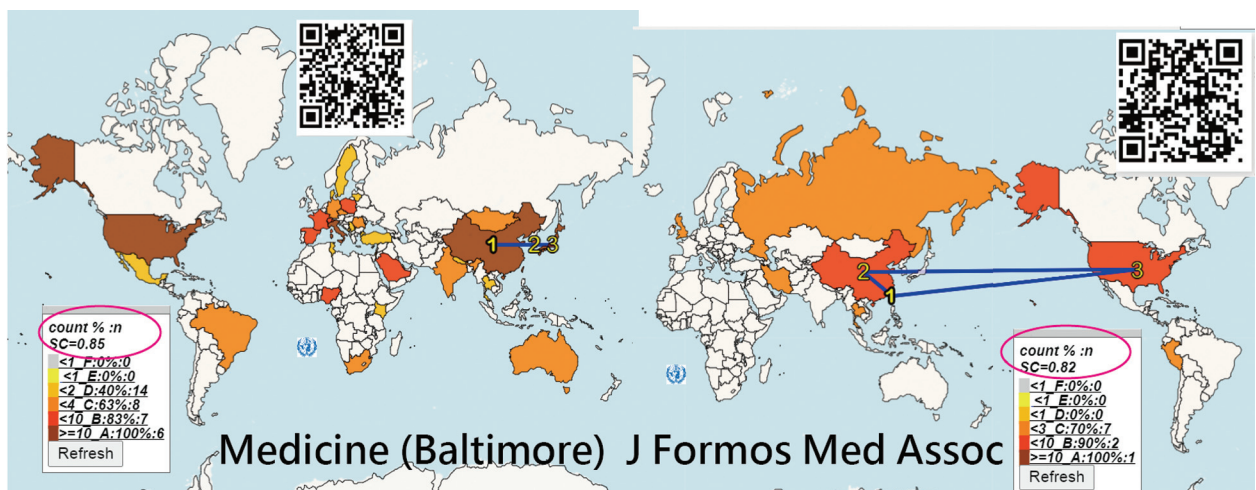 1 2 3
2 3
1
count % :n
SC=0.85
<1_F:0%:0
<1_E:0%:0
<2_D:40%:14
<4_C:63%:8
<10_B:83%:7
>=10_A:100%:6
Refresh
count % :n
SC=0.82
<1_F:0%:0
<1_E:0%:0
<1_D:0%:0
<3_C:70%:7
<10_B:90%:2
>=10_A:100%:1
Refresh
Medicine (Baltimore) J Formos Med Assoc